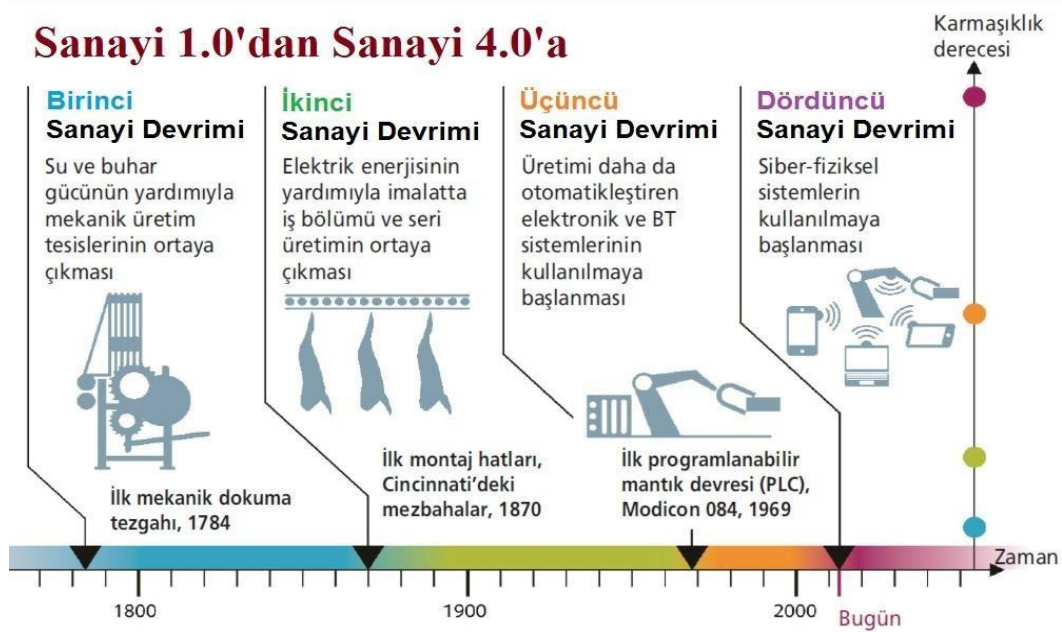 Sanayi 1.0'dan Sanayi 4.0'a
Karmaşıklık
derecesi
Birinci
Sanayi Devrimi
Su ve buhar
gücünün yardımıyla
mekanik üretim
tesislerinin ortaya
çıkması
İkinci
Sanayi Devrimi
Elektrik enerjisinin
yardımıyla imalatta
iş bölümü ve seri
üretimin ortaya
çıkması
Üçüncü
Sanayi Devrimi
Üretimi daha da
otomatikleştiren
elektronik ve BT
sistemlerinin
kullanılmaya
başlanması
Dördüncü
Sanayi Devrimi
Siber-fiziksel
sistemlerin
kullanılmaya
başlanması
İlk mekanik dokuma
tezgahı, 1784
İlk montaj hatları,
Cincinnati’deki
mezbahalar, 1870
İlk programlanabilir
mantık devresi (PLC),
Modicon 084, 1969
Zaman
1800
1900
2000
Bugün